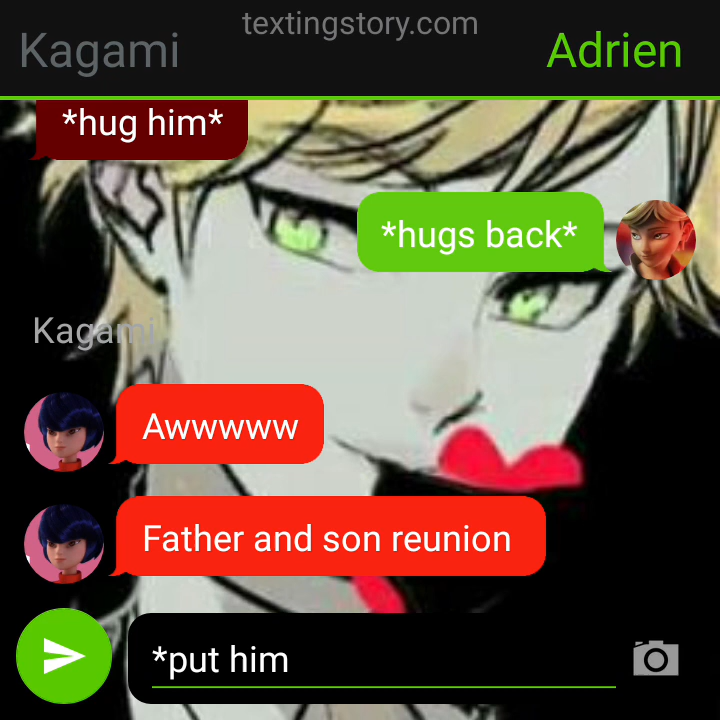 textingstory.com
Kagami
Adrien
*hug him*
*hugs back*
Kagami
Awwwww
Father and son reunion
*put him